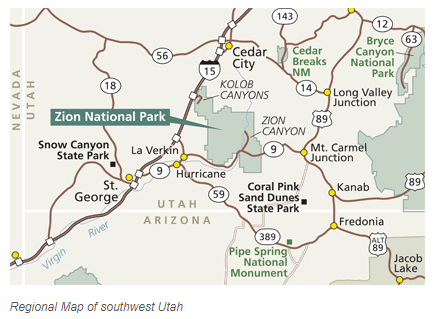 143
12
Bryce
Canyon
National
Park
63
56
Cedar
City
Cedar
Breaks
NM
15
KOLOB
CANYONS
14
Long Valley
Junction
NEVADA
UTAH
18
89
Zion National Park
ZION
CANYON
Snow Canyon
State Park
La Verkin
9
Mt. Carmel
Junction
9
Hurricane
St.
George
59
Coral Pink
Sand Dunes
State Park
Kanab
89
UTAH
ARIZONA
Fredonia
Virgin River
389
ALT
89
Pipe Spring
National
Monument
Jacob
Lake
Regional Map of southwest Utah